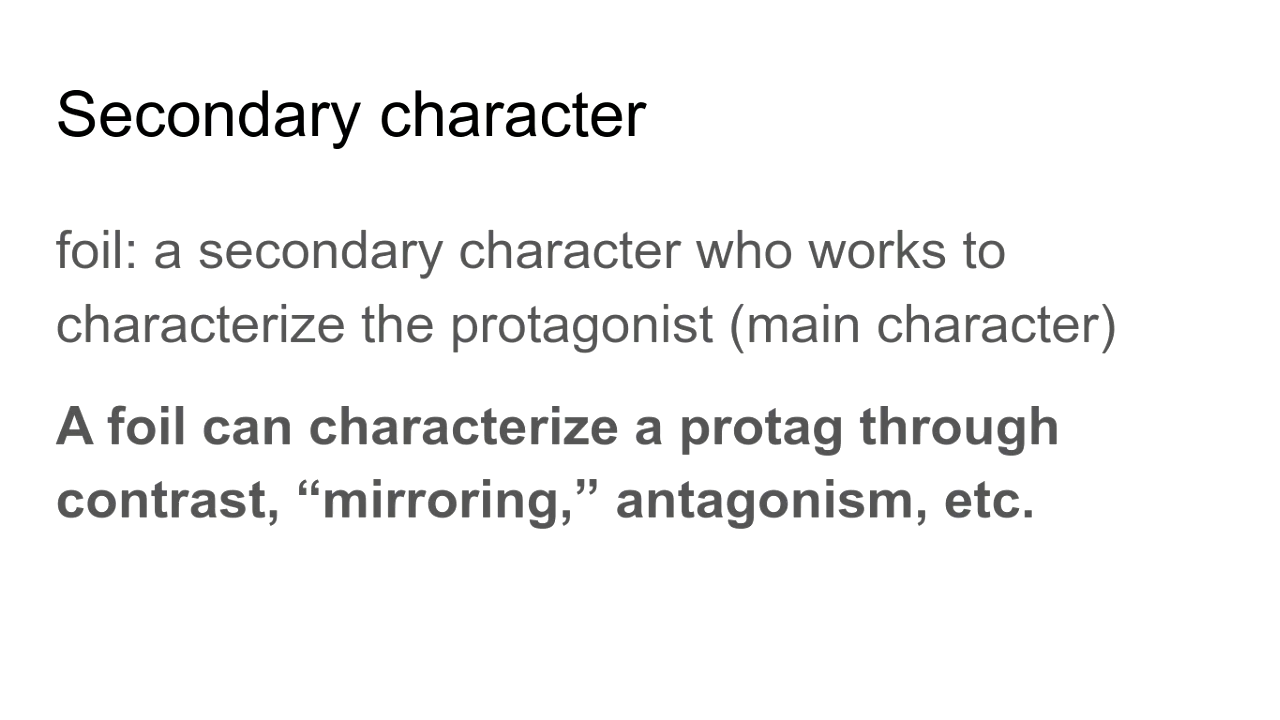 Secondary character
foil: a secondary character who works to
characterize the protagonist (main character)
A foil can characterize a protag through
contrast, “mirroring,” antagonism, etc.